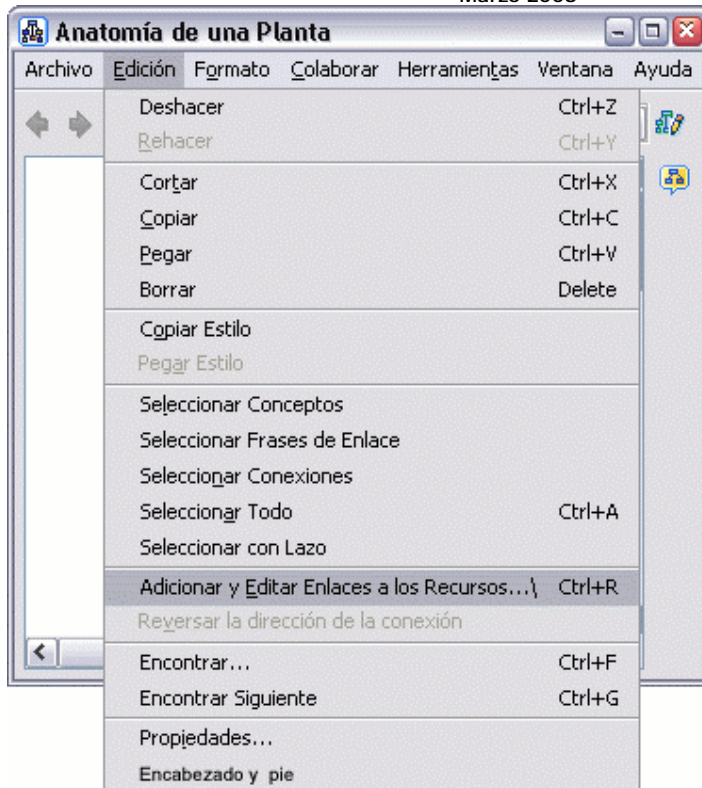 Anatomía de una Planta
Archivo Edición Formato Colaborar Herramientas Ventana Ayuda
Deshacer Ctrl+Z
Rehacer Ctrl+Y
Cortar Ctrl+X
Copiar Ctrl+C
Pegar Ctrl+V
Borrar Delete
Copiar Estilo
Pegar Estilo
Seleccionar Conceptos
Seleccionar Frases de Enlace
Seleccionar Conexiones
Seleccionar Todo Ctrl+A
Seleccionar con Lazo
Adicionar y Editar Enlaces a los Recursos...\ Ctrl+R
Reversar la dirección de la conexión
Encontrar... Ctrl+F
Encontrar Siguiente Ctrl+G
Propiedades...
Encabezado y pie